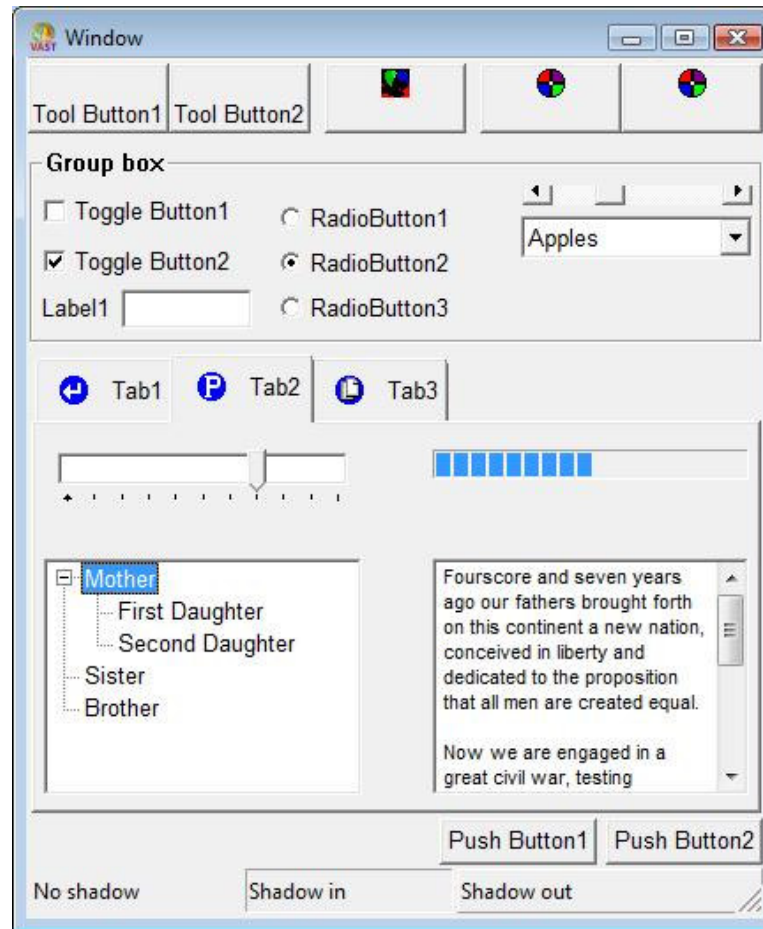 VAST Window
Tool Button1 Tool Button2
Group box
Toggle Button1
RadioButton1
Apples
Toggle Button2
RadioButton2
Label1
RadioButton3
Tab1 P Tab2 Tab3
Mother
First Daughter
Second Daughter
Sister
Brother
Fourscore and seven years
ago our fathers brought forth
on this continent a new nation,
conceived in liberty and
dedicated to the proposition
that all men are created equal.
Now we are engaged in a
great civil war, testing
Push Button1 Push Button2
No shadow Shadow in Shadow out